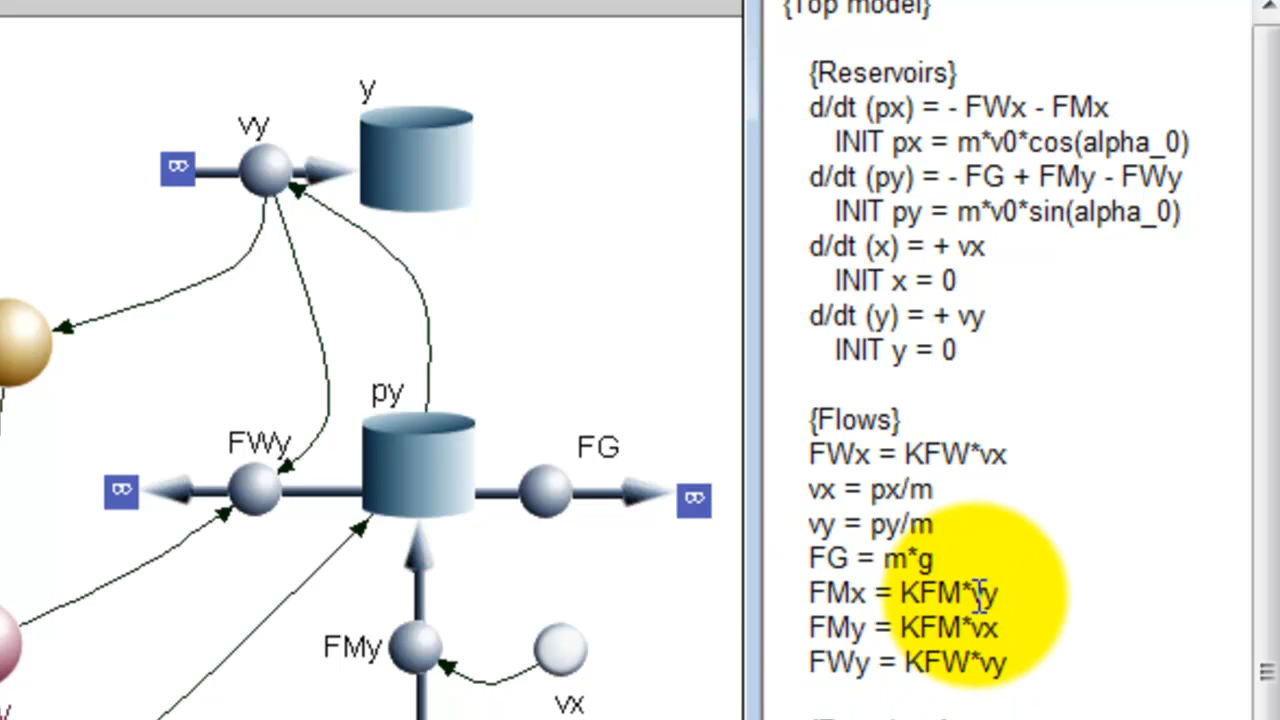 y
vy
py
FWy
FG
FMy
vx
{Top model}
{Reservoirs}
d/dt (px) = - FWx - FMx
INIT px = m*v0*cos(alpha_0)
d/dt (py) = - FG + FMy - FWy
INIT py = m*v0*sin(alpha_0)
d/dt (x) = + vx
INIT x = 0
d/dt (y) = + vy
INIT y = 0
{Flows}
FWx = KFW*vx
vx = px/m
vy = py/m
FG = m*g
FMx = KFM*vy
FMy = KFM*vx
FWy = KFW*vy